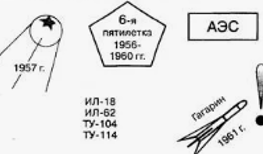 6-я
пятилетка
1956-
1960 гг.
АЭС
1957 г.
ИЛ-18
ИЛ-62
ТУ-104
ТУ-114
Гагарин
1961 г.